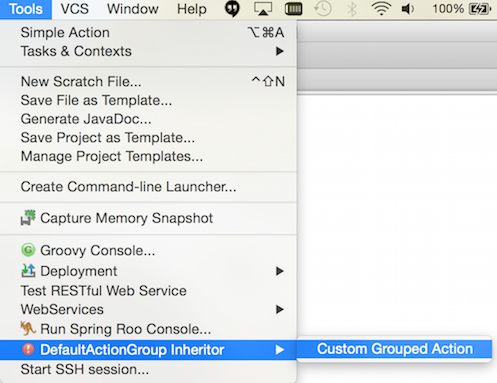 Tools VCS Window Help 100%
Simple Action ⌥⌘A
Tasks & Contexts
New Scratch File... ^⇧N
Save File as Template...
Generate JavaDoc...
Save Project as Template...
Manage Project Templates...
Create Command-line Launcher...
Capture Memory Snapshot
Groovy Console...
Deployment
Test RESTful Web Service
WebServices
Run Spring Roo Console...
DefaultActionGroup Inheritor Custom Grouped Action
Start SSH session...